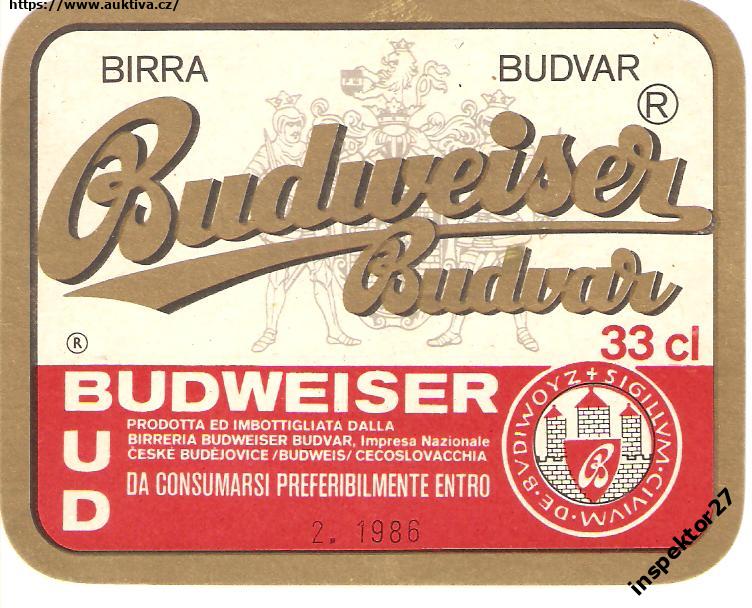 https://www.auktiva.cz/
BIRRA BUDVAR
Budweiser ®
Budvar
®
33 cl
BUDWEISER
BUD
PRODOTTA ED IMBOTTIGLIATA DALLA
BIRRERIA BUDWEISER BUDVAR, Impresa Nazionale
ČESKÉ BUDĚJOVICE /BUDWEIS/ CECOSLOVACCHIA
DA CONSUMARSI PREFERIBILMENTE ENTRO
2. 1986
SIGILLVM·CIVIVM·DE·BVDIWOYZ+
B
inspektor27